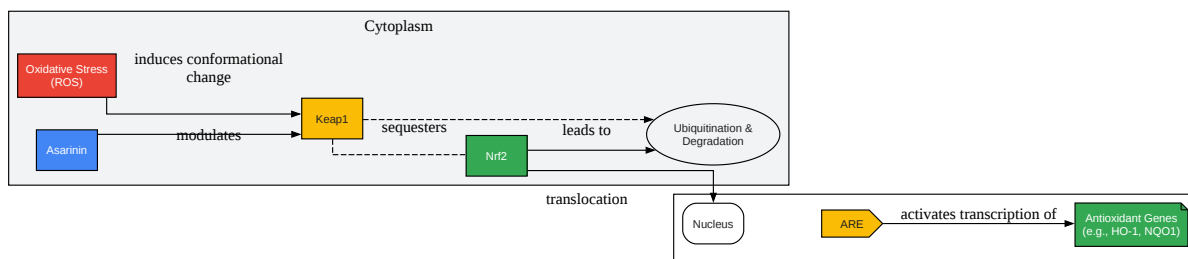 Cytoplasm
Oxidative Stress
(ROS)
induces conformational
change
Keap1
Asarinin
modulates
sequesters
Nrf2
leads to
Ubiquitination &
Degradation
translocation
Nucleus
ARE
activates transcription of
Antioxidant Genes
(e.g., HO-1, NQO1)